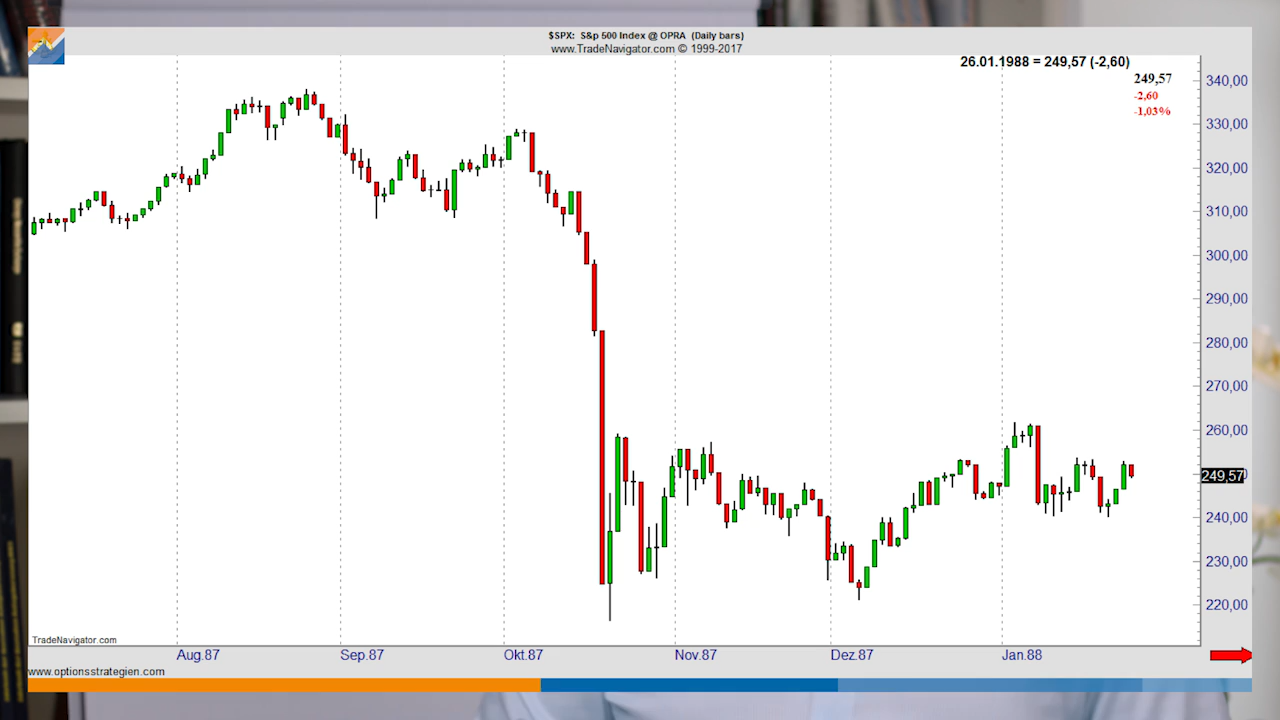 $SPX: S&p 500 Index @ OPRA (Daily bars)
www.TradeNavigator.com © 1999-2017
26.01.1988 = 249,57 (-2,60)
249,57
-2,60
-1,03%
340,00
330,00
320,00
310,00
300,00
290,00
280,00
270,00
260,00
249,57
240,00
230,00
220,00
TradeNavigator.com
Aug.87
Sep.87
Okt.87
Nov.87
Dez.87
Jan.88
www.optionsstrategien.com